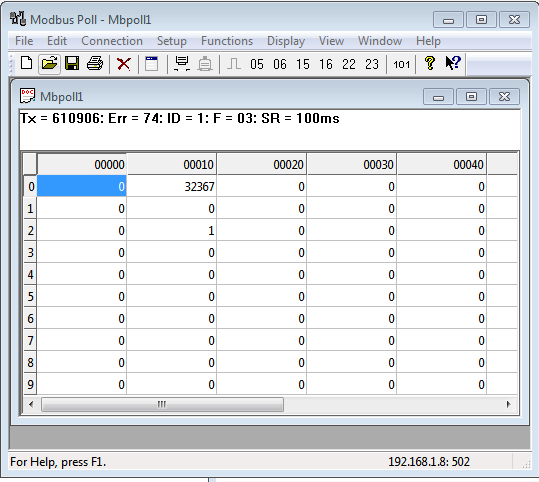 Modbus Poll - Mbpoll1
File Edit Connection Setup Functions Display View Window Help
05 06 15 16 22 23 101 ? ?
DOC Mbpoll1
Tx = 610906: Err = 74: ID = 1: F = 03: SR = 100ms
00000 00010 00020 00030 00040
0 0 32367 0 0 0
1 0 0 0 0 0
2 0 1 0 0 0
3 0 0 0 0 0
4 0 0 0 0 0
5 0 0 0 0 0
6 0 0 0 0 0
7 0 0 0 0 0
8 0 0 0 0 0
9 0 0 0 0 0
For Help, press F1. 192.168.1.8: 502